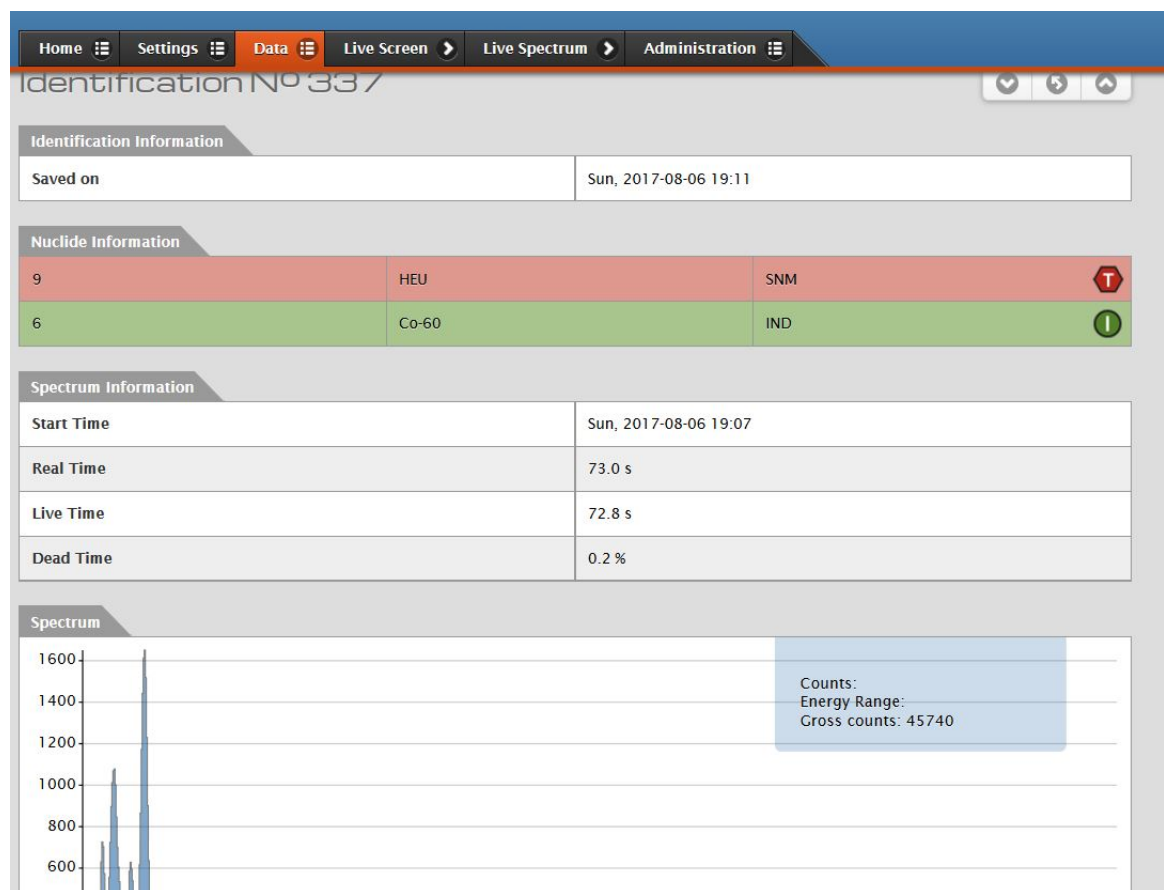 Home Settings Data Live Screen Live Spectrum Administration
Identification Nº 337
Identification Information
Saved on Sun, 2017-08-06 19:11
Nuclide Information
9 HEU SNM T
6 Co-60 IND I
Spectrum Information
Start Time Sun, 2017-08-06 19:07
Real Time 73.0 s
Live Time 72.8 s
Dead Time 0.2 %
Spectrum
1600
1400
1200
1000
800
600
Counts:
Energy Range:
Gross counts: 45740